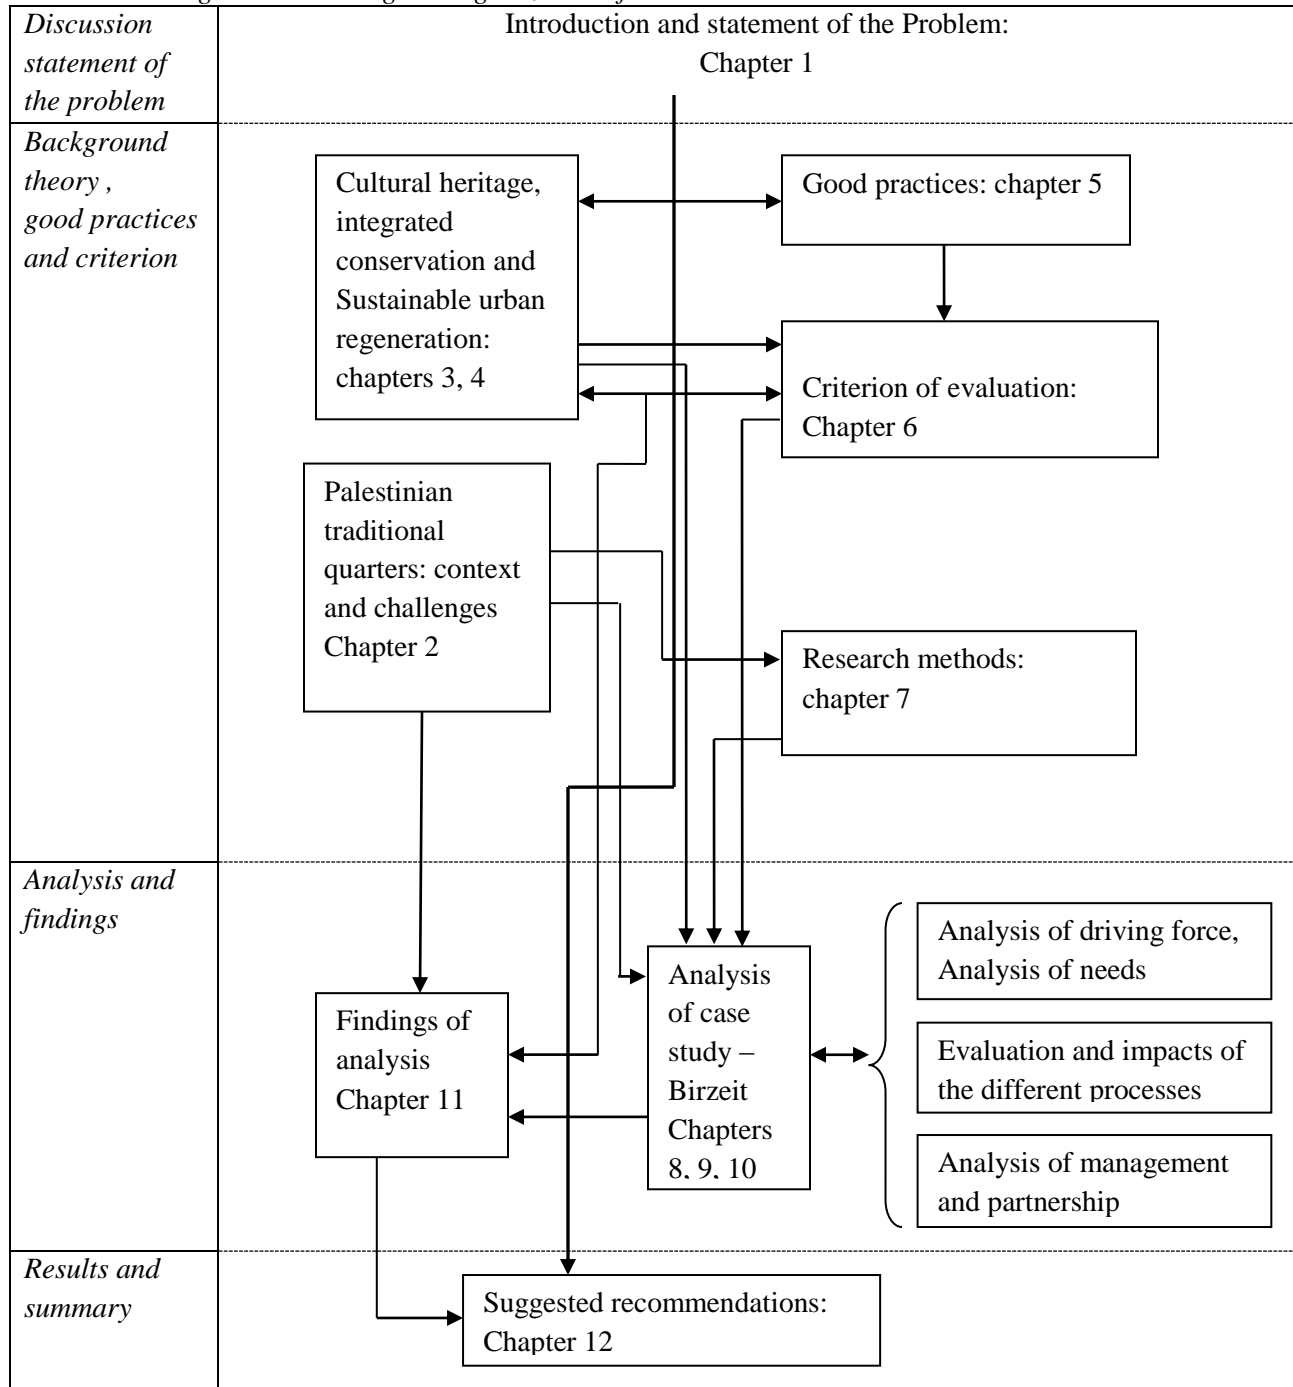 Discussion
statement of
the problem
Introduction and statement of the Problem:
Chapter 1
Background
theory ,
good practices
and criterion
Cultural heritage,
integrated
conservation and
Sustainable urban
regeneration:
chapters 3, 4
Good practices: chapter 5
Criterion of evaluation:
Chapter 6
Palestinian
traditional
quarters: context
and challenges
Chapter 2
Research methods:
chapter 7
Analysis and
findings
Findings of
analysis
Chapter 11
Analysis
of case
study –
Birzeit
Chapters
8, 9, 10
Analysis of driving force,
Analysis of needs
Evaluation and impacts of
the different processes
Analysis of management
and partnership
Results and
summary
Suggested recommendations:
Chapter 12